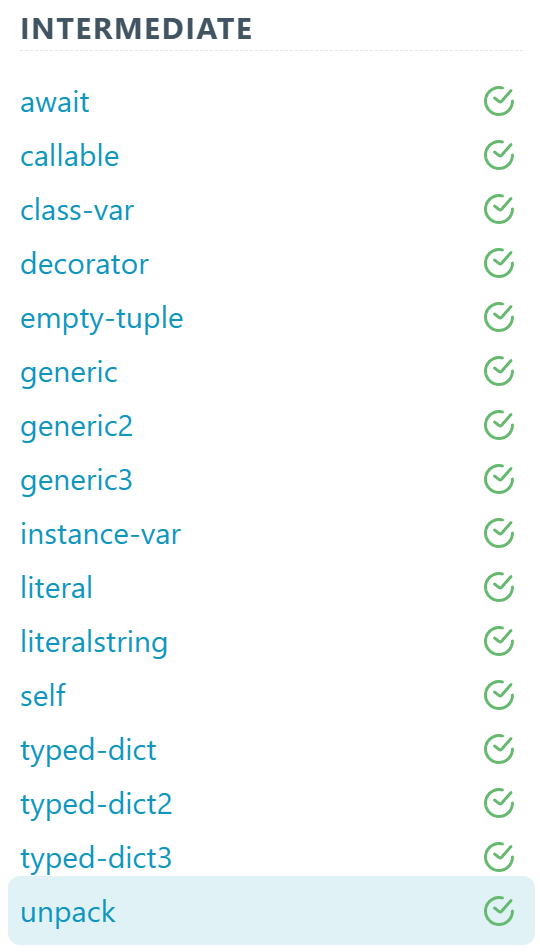 INTERMEDIATE
await
callable
class-var
decorator
empty-tuple
generic
generic2
generic3
instance-var
literal
literalstring
self
typed-dict
typed-dict2
typed-dict3
unpack